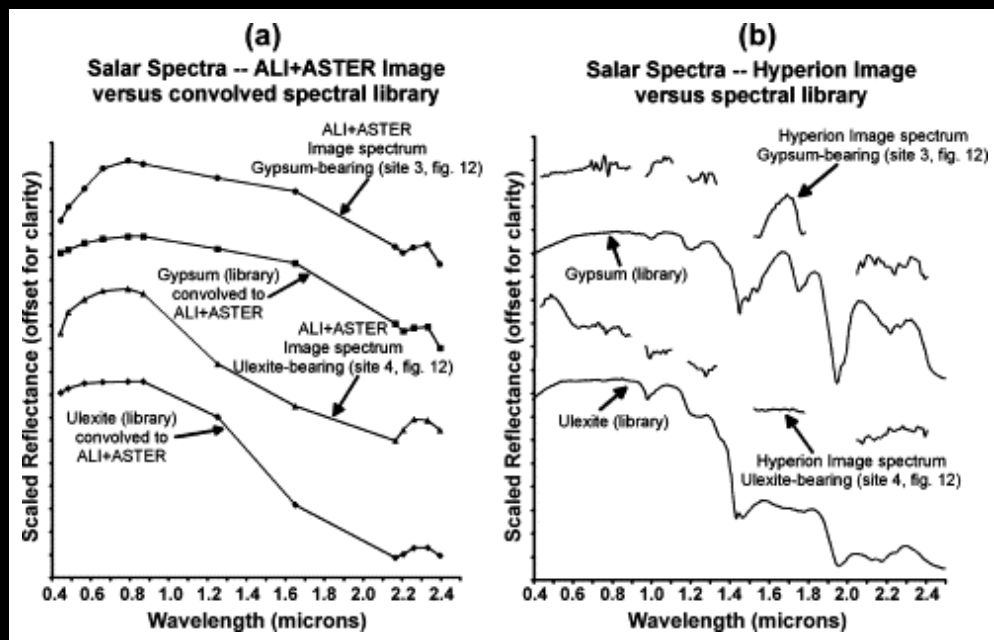 (a)
Salar Spectra -- ALI+ASTER Image
versus convolved spectral library
ALI+ASTER
Image spectrum
Gypsum-bearing (site 3, fig. 12)
Gypsum (library)
convolved to
ALI+ASTER
ALI+ASTER
Image spectrum
Ulexite-bearing (site 4, fig. 12)
Ulexite (library)
convolved to
ALI+ASTER
Scaled Reflectance (offset for clarity)
0.4 0.6 0.8 1.0 1.2 1.4 1.6 1.8 2.0 2.2 2.4
Wavelength (microns)
(b)
Salar Spectra -- Hyperion Image
versus spectral library
Hyperion Image spectrum
Gypsum-bearing (site 3, fig. 12)
Gypsum (library)
Ulexite (library)
Hyperion Image spectrum
Ulexite-bearing (site 4, fig. 12)
Scaled Reflectance (offset for clarity)
0.4 0.6 0.8 1.0 1.2 1.4 1.6 1.8 2.0 2.2 2.4
Wavelength (microns)